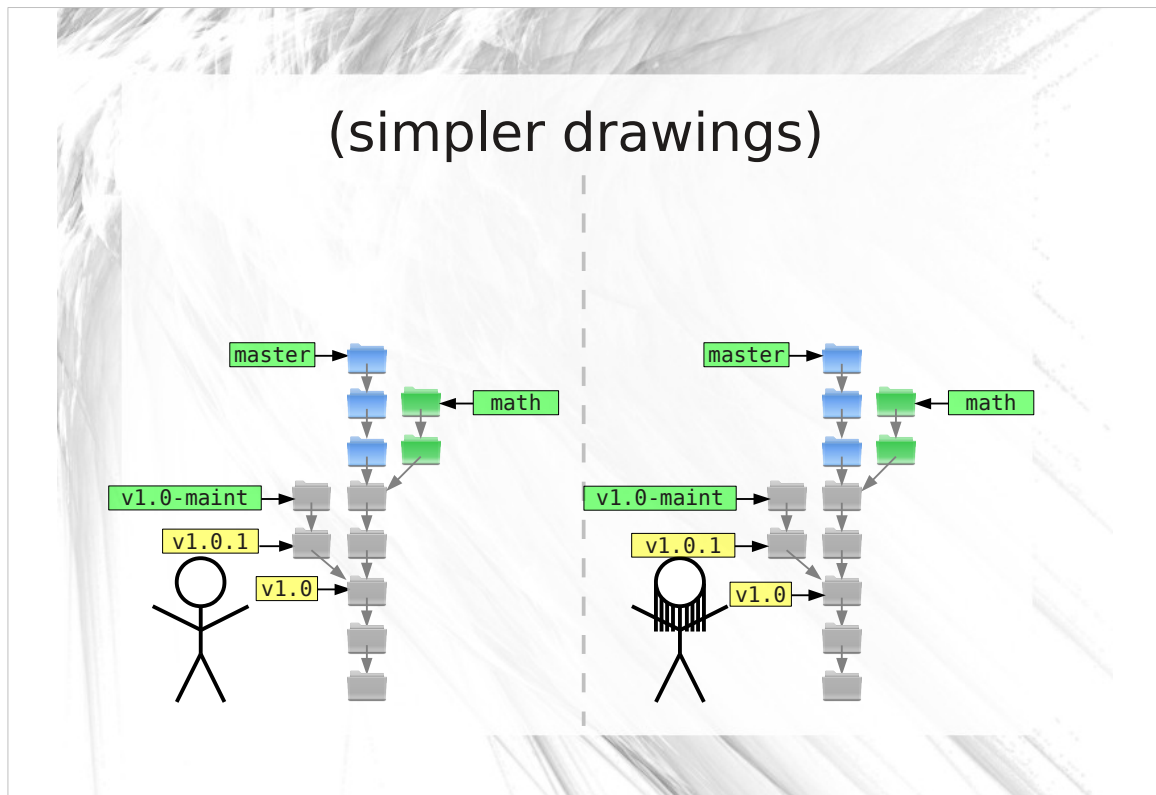 (simpler drawings)
master
math
v1.0-maint
v1.0.1
v1.0
master
math
v1.0-maint
v1.0.1
v1.0